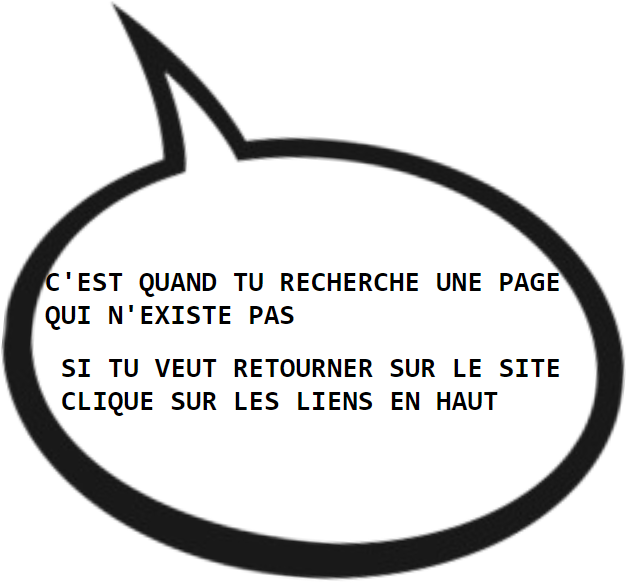 C'EST QUAND TU RECHERCHE UNE PAGE
QUI N'EXISTE PAS
SI TU VEUT RETOURNER SUR LE SITE
CLIQUE SUR LES LIENS EN HAUT